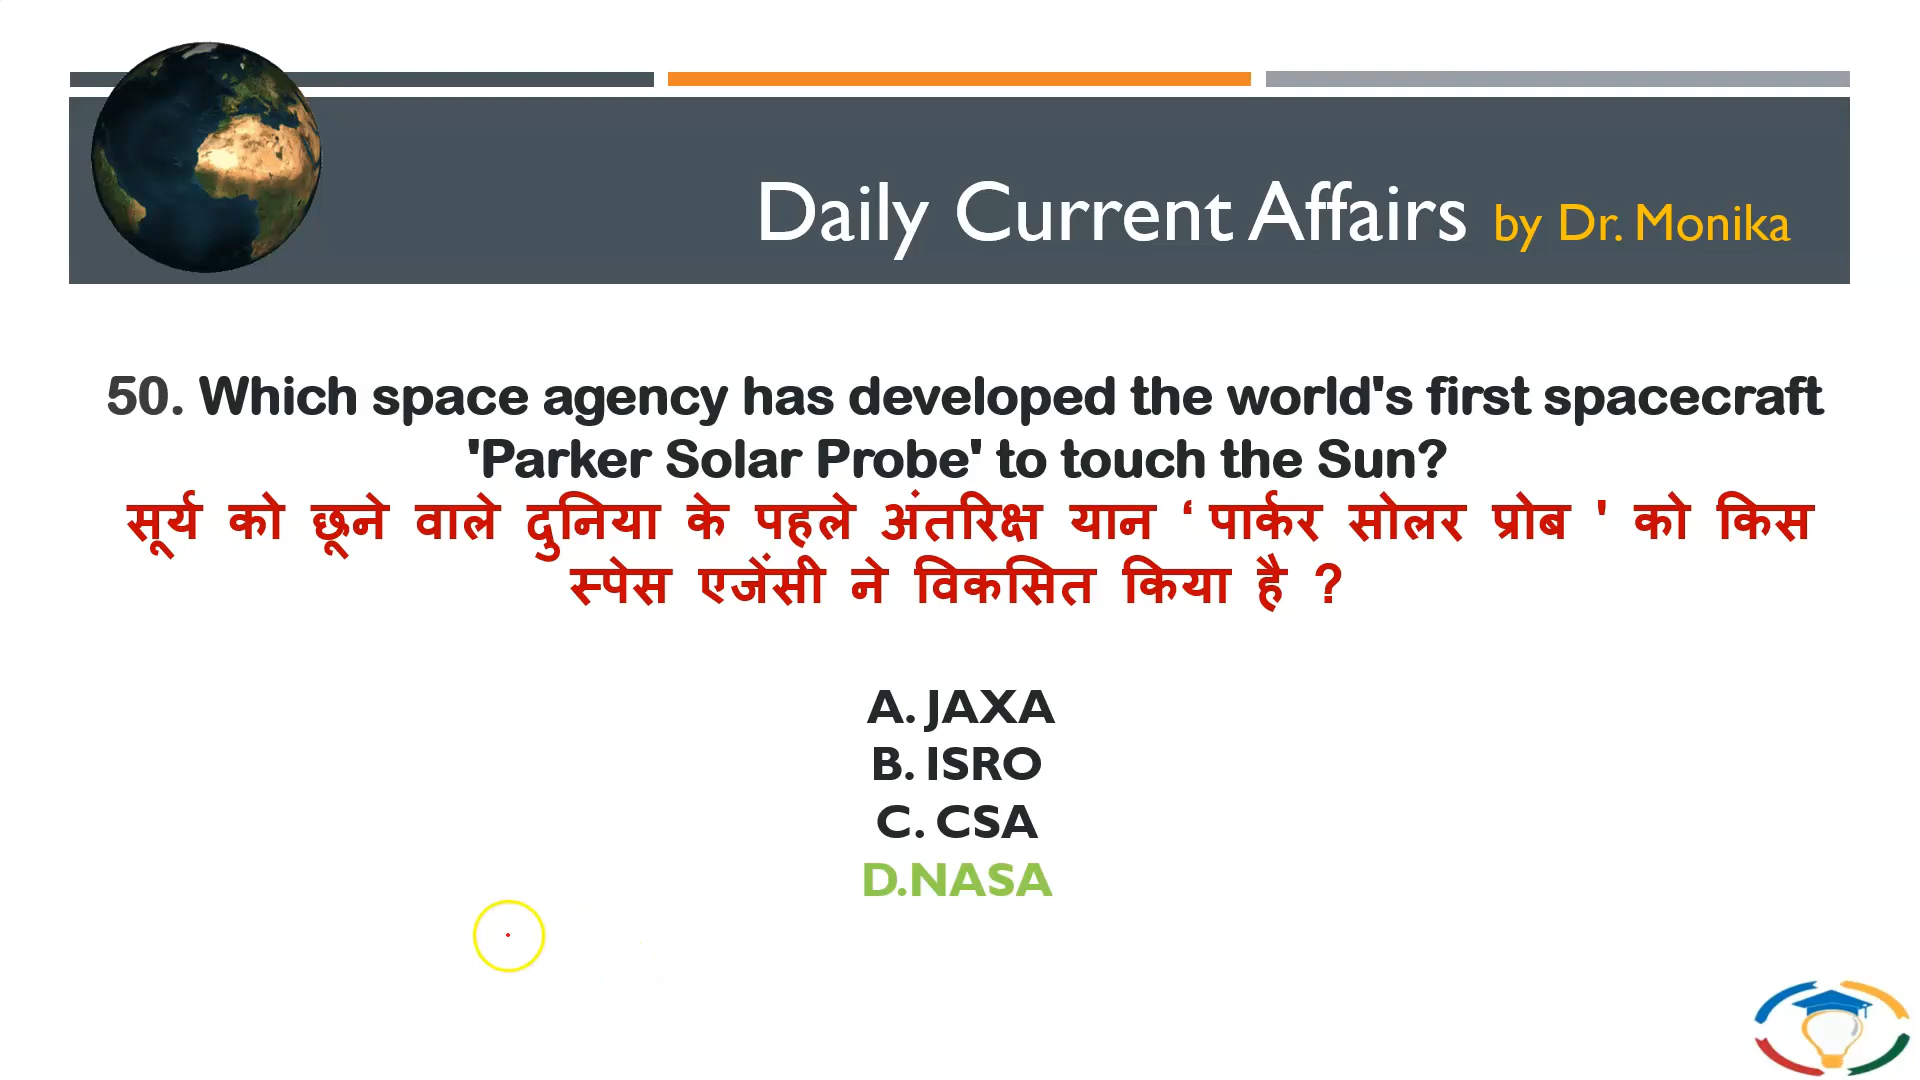 Daily Current Affairs by Dr. Monika
50. Which space agency has developed the world's first spacecraft
'Parker Solar Probe' to touch the Sun?
सूर्य को छूने वाले दुनिया के पहले अंतरिक्ष यान ‘ पार्कर सोलर प्रोब ' को किस
स्पेस एजेंसी ने विकसित किया है ?
A. JAXA
B. ISRO
C. CSA
D.NASA